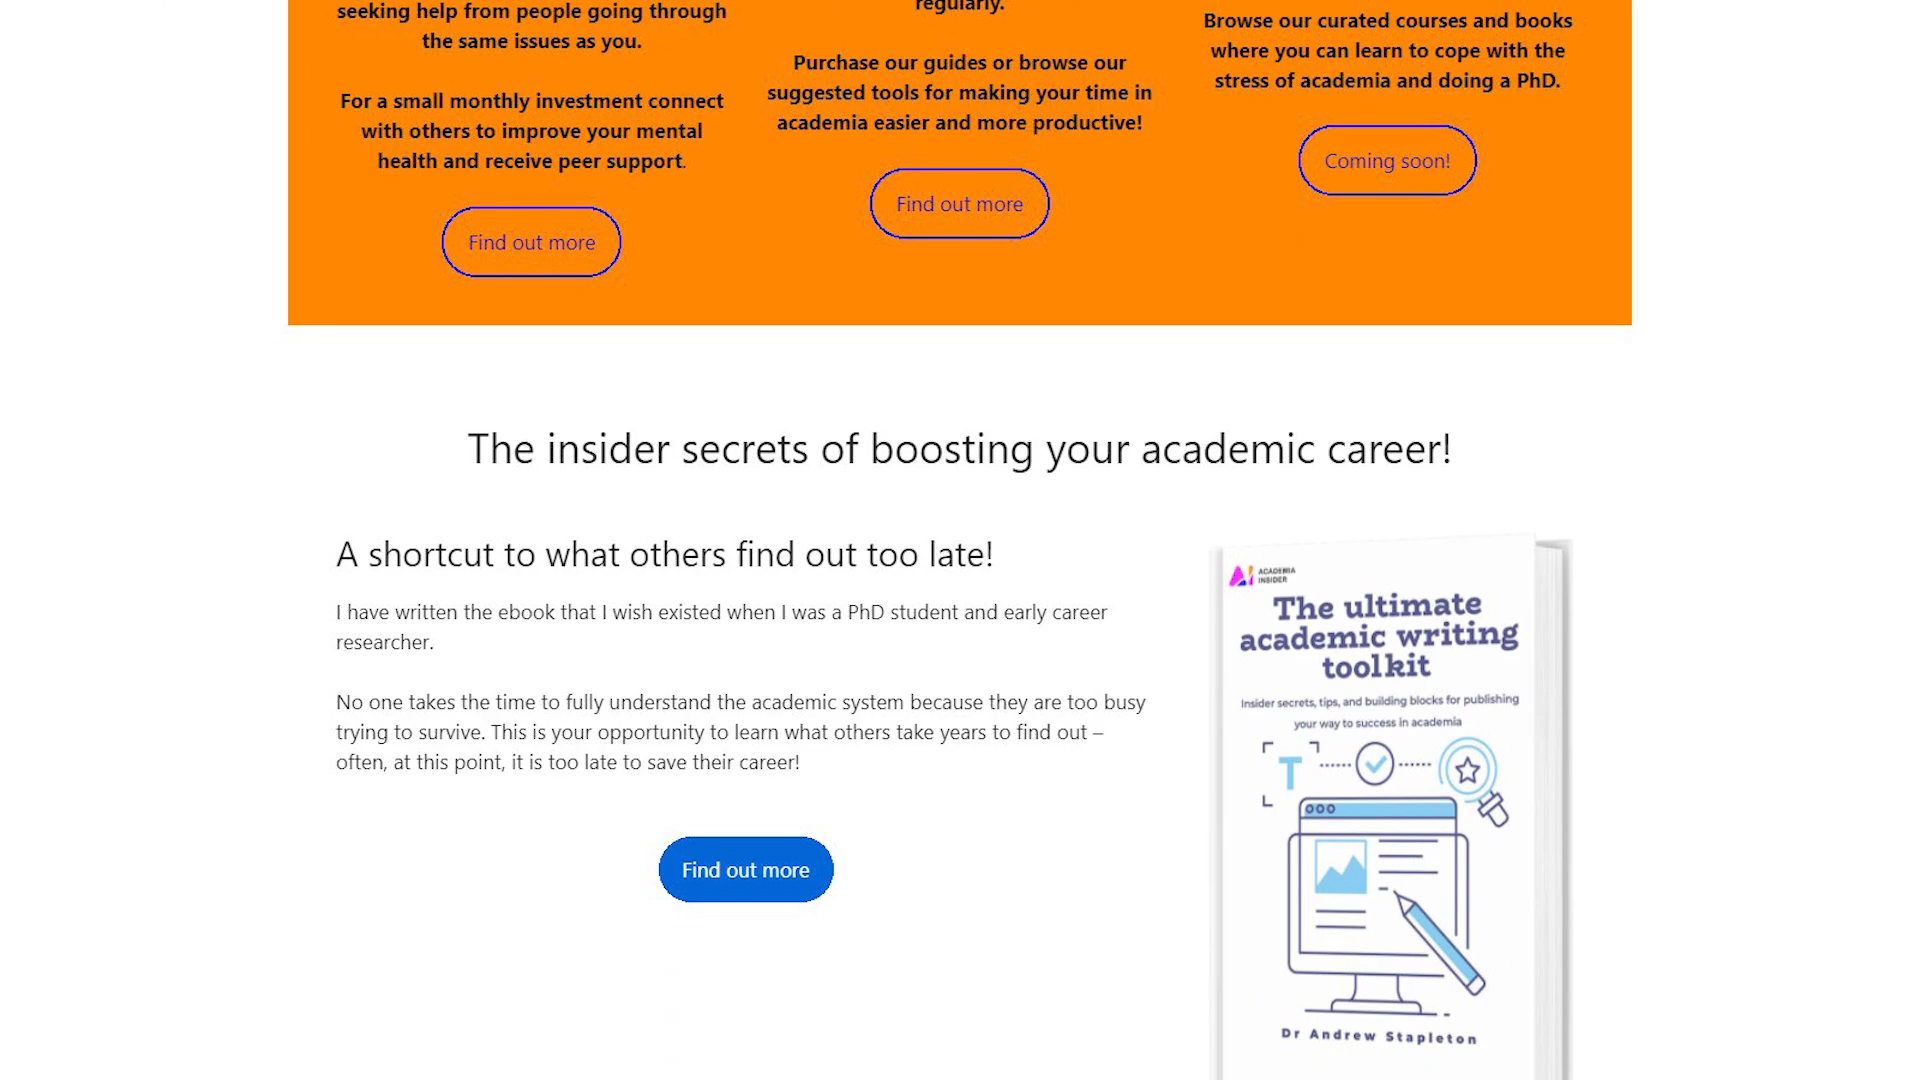 seeking help from people going through
the same issues as you.
For a small monthly investment connect
with others to improve your mental
health and receive peer support.
Find out more
regularly.
Purchase our guides or browse our
suggested tools for making your time in
academia easier and more productive!
Find out more
Browse our curated courses and books
where you can learn to cope with the
stress of academia and doing a PhD.
Coming soon!
The insider secrets of boosting your academic career!
A shortcut to what others find out too late!
I have written the ebook that I wish existed when I was a PhD student and early career
researcher.
No one takes the time to fully understand the academic system because they are too busy
trying to survive. This is your opportunity to learn what others take years to find out –
often, at this point, it is too late to save their career!
Find out more
ACADEMIA
INSIDER
The ultimate
academic writing
toolkit
Insider secrets, tips, and building blocks for publishing
your way to success in academia
T
Dr Andrew Stapleton